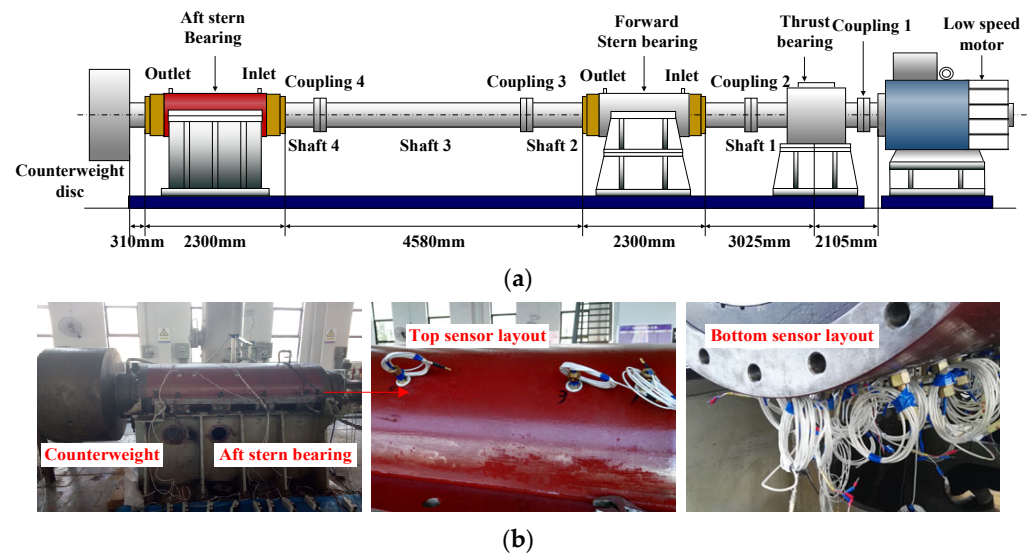 Aft stern
Bearing
Forward
Stern bearing
Thrust
bearing
Coupling 1
Low speed
motor
Outlet
Inlet
Coupling 4
Coupling 3
Outlet
Inlet
Coupling 2
Shaft 4
Shaft 3
Shaft 2
Shaft 1
Counterweight
disc
310mm
2300mm
4580mm
2300mm
3025mm
2105mm
(a)
Top sensor layout
Bottom sensor layout
Counterweight
Aft stern bearing
(b)